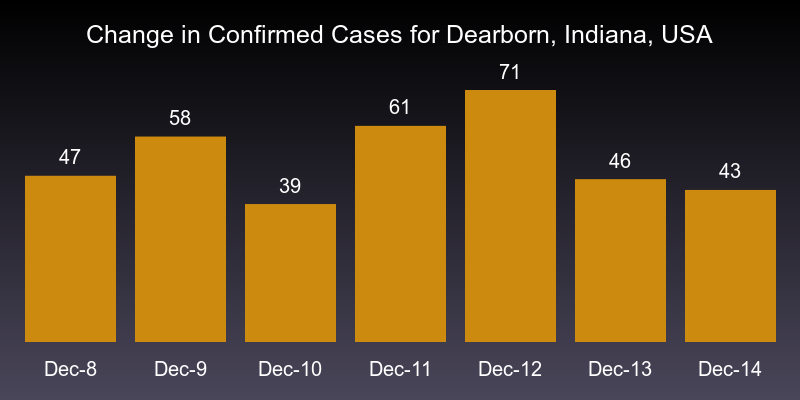 Change in Confirmed Cases for Dearborn, Indiana, USA
47
58
39
61
71
46
43
Dec-8
Dec-9
Dec-10
Dec-11
Dec-12
Dec-13
Dec-14